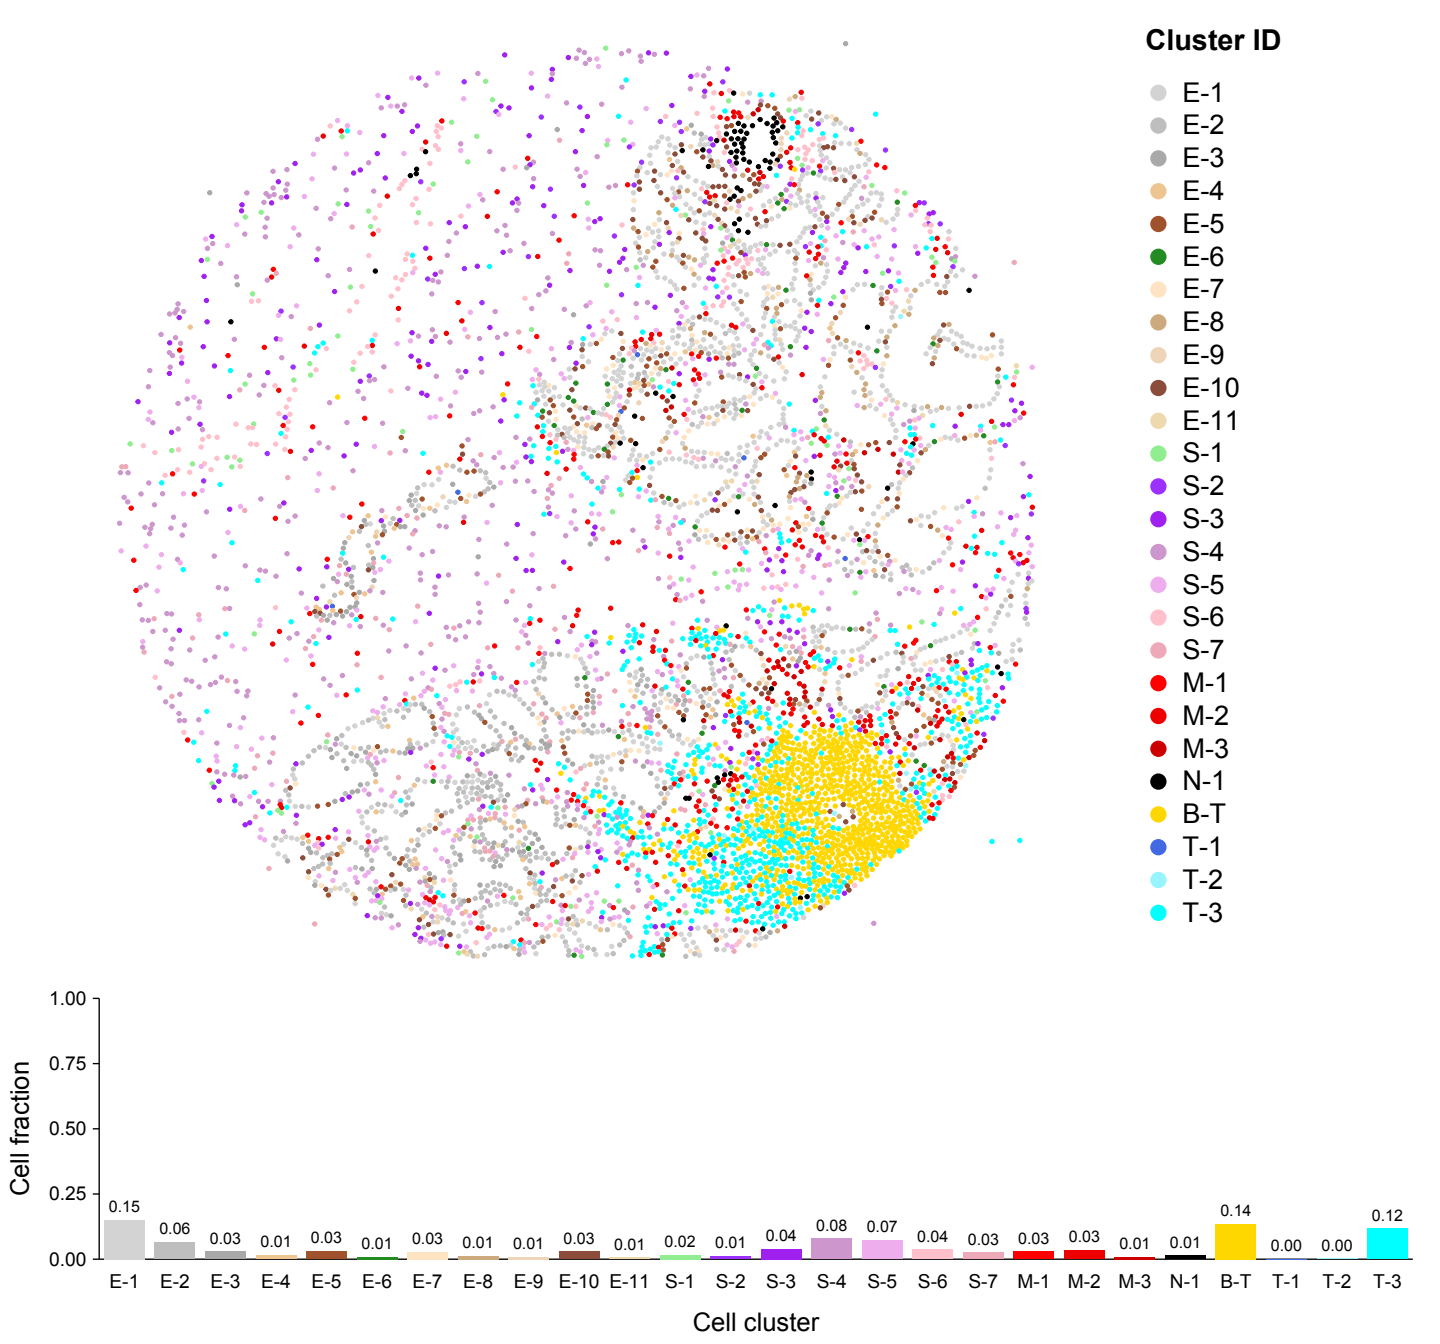 Cluster ID
E-1
E-2
E-3
E-4
E-5
E-6
E-7
E-8
E-9
E-10
E-11
S-1
S-2
S-3
S-4
S-5
S-6
S-7
M-1
M-2
M-3
N-1
B-T
T-1
T-2
T-3
1.00
0.75
0.50
0.25
0.00
Cell fraction
0.15 0.06 0.03 0.01 0.03 0.01 0.03 0.01 0.01 0.03 0.01 0.02 0.01 0.04 0.08 0.07 0.04 0.03 0.03 0.03 0.01 0.01 0.14 0.00 0.00 0.12
E-1 E-2 E-3 E-4 E-5 E-6 E-7 E-8 E-9 E-10 E-11 S-1 S-2 S-3 S-4 S-5 S-6 S-7 M-1 M-2 M-3 N-1 B-T T-1 T-2 T-3
Cell cluster